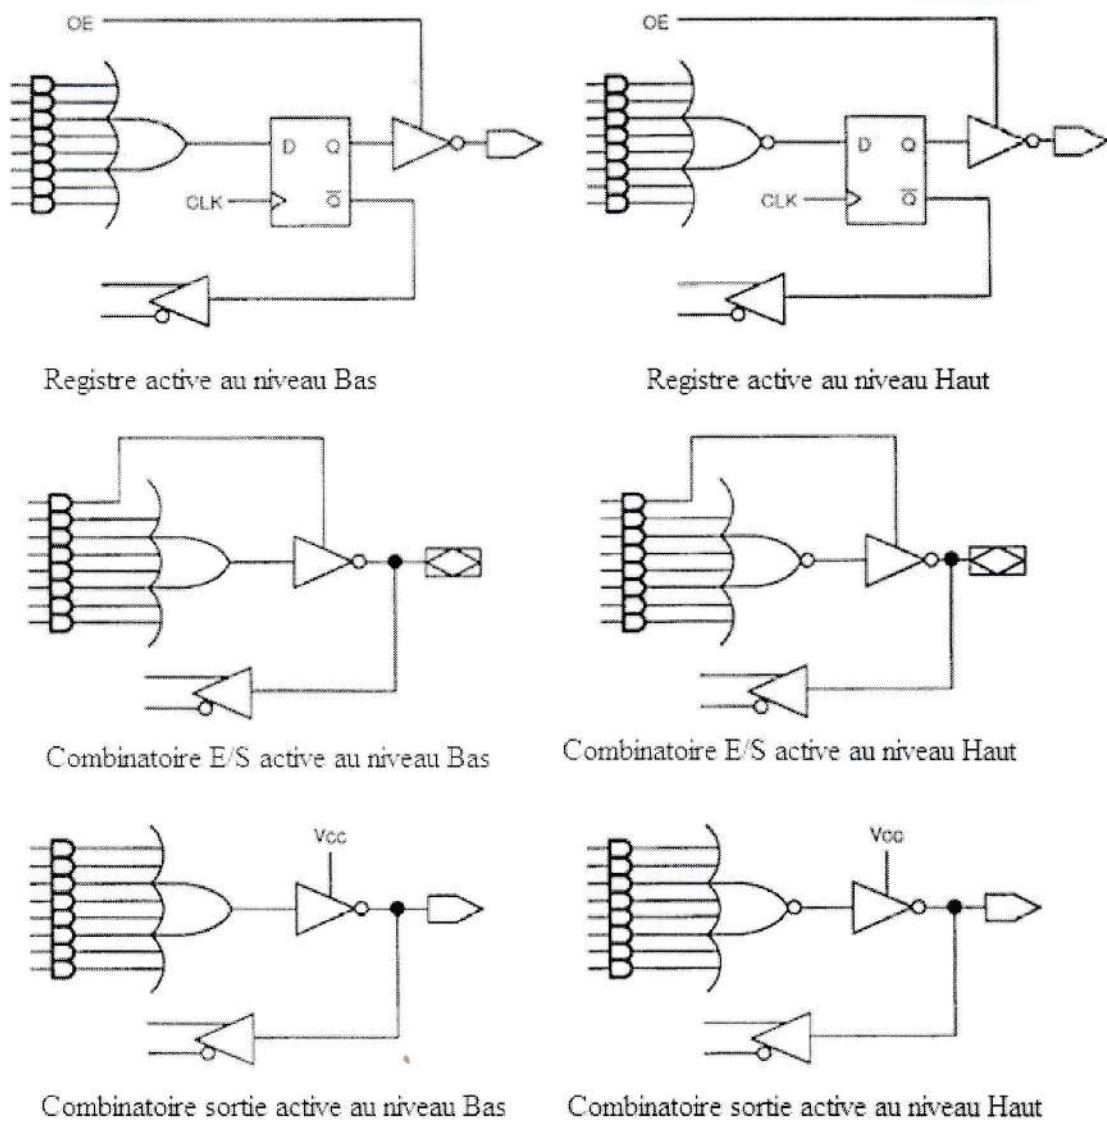 OE OE
D Q D Q
CLK Q̅ CLK Q̅
Registre active au niveau Bas Registre active au niveau Haut
Combinatoire E/S active au niveau Bas Combinatoire E/S active au niveau Haut
Vcc Vcc
Combinatoire sortie active au niveau Bas Combinatoire sortie active au niveau Haut